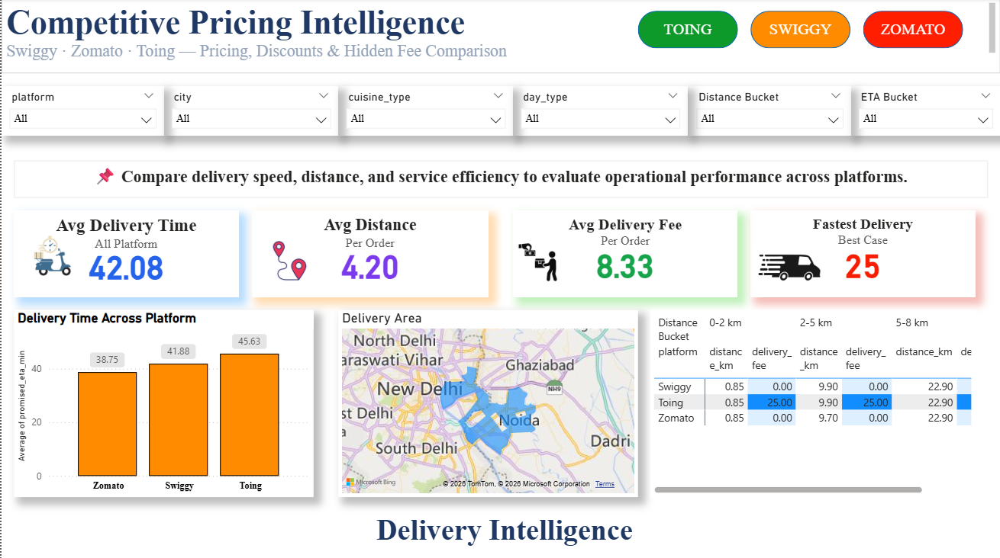 Competitive Pricing Intelligence
Swiggy · Zomato · Toing — Pricing, Discounts & Hidden Fee Comparison
TOING
SWIGGY
ZOMATO
platform
All
city
All
cuisine_type
All
day_type
All
Distance Bucket
All
ETA Bucket
All
Compare delivery speed, distance, and service efficiency to evaluate operational performance across platforms.
Avg Delivery Time
All Platform
42.08
Avg Distance
Per Order
4.20
Avg Delivery Fee
Per Order
8.33
Fastest Delivery
Best Case
25
Delivery Time Across Platform
Average of promised_eta_min
40
20
0
38.75
41.88
45.63
Zomato
Swiggy
Toing
Delivery Area
North Delhi
araswati Vihar
Ghaziabad
NH9
New Delhi
st Delhi
Noida
a
Dadri
South Delhi
Microsoft Bing
© 2026 TomTom, © 2026 Microsoft Corporation Terms
Distance Bucket 0-2 km 2-5 km 5-8 km
platform distance_km delivery_fee distance_km delivery_fee distance_km de
Swiggy 0.85 0.00 9.90 0.00 22.90
Toing 0.85 25.00 9.90 25.00 22.90
Zomato 0.85 0.00 9.70 0.00 22.90
Delivery Intelligence